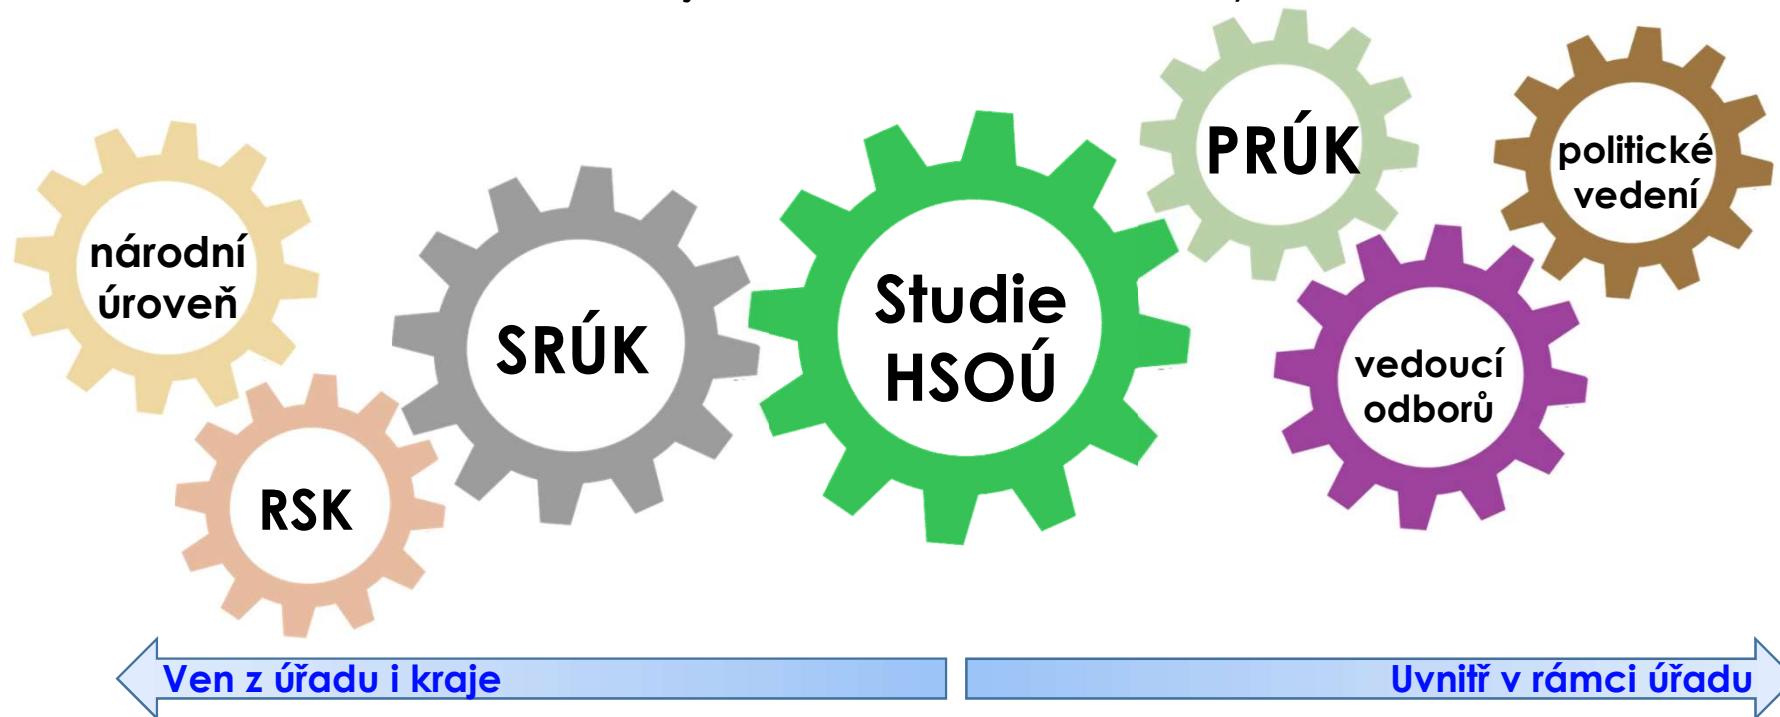 národní
úroveň
RSK
SRÚK
Studie
HSOÚ
PRÚK
politické
vedení
vedoucí
odborů
Ven z úřadu i kraje
Uvnitř v rámci úřadu